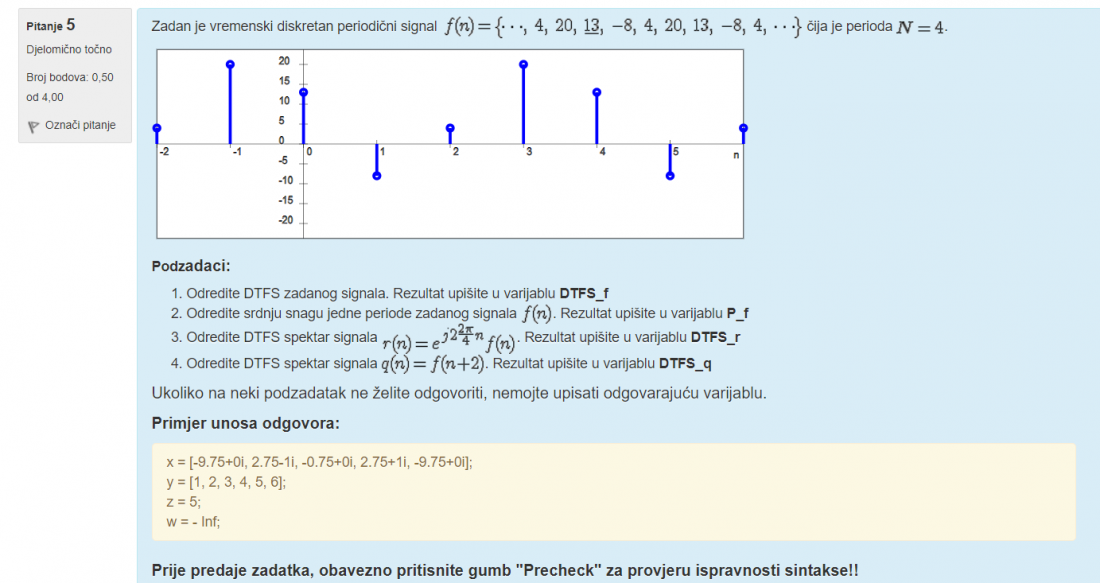 Pitanje 5
Djelomično točno
Broj bodova: 0,50
od 4,00
Označi pitanje
Zadan je vremenski diskretan periodični signal f(n) = {⋯, 4, 20, 13, −8, 4, 20, 13, −8, 4, ⋯} čija je perioda N = 4.
20
15
10
5
0
-5
-10
-15
-20
-2 -1 0 1 2 3 4 5 n
Podzadaci:
1. Odredite DTFS zadanog signala. Rezultat upišite u varijablu DTFS_f
2. Odredite srdnju snagu jedne periode zadanog signala f(n). Rezultat upišite u varijablu P_f
3. Odredite DTFS spektar signala r(n) = e^{j2\frac{2π}{4}n} f(n). Rezultat upišite u varijablu DTFS_r
4. Odredite DTFS spektar signala q(n) = f(n+2). Rezultat upišite u varijablu DTFS_q
Ukoliko na neki podzadatak ne želite odgovoriti, nemojte upisati odgovarajuću varijablu.
Primjer unosa odgovora:
x = [-9.75+0i, 2.75-1i, -0.75+0i, 2.75+1i, -9.75+0i];
y = [1, 2, 3, 4, 5, 6];
z = 5;
w = - Inf;
Prije predaje zadatka, obavezno pritisnite gumb "Precheck" za provjeru ispravnosti sintakse!!